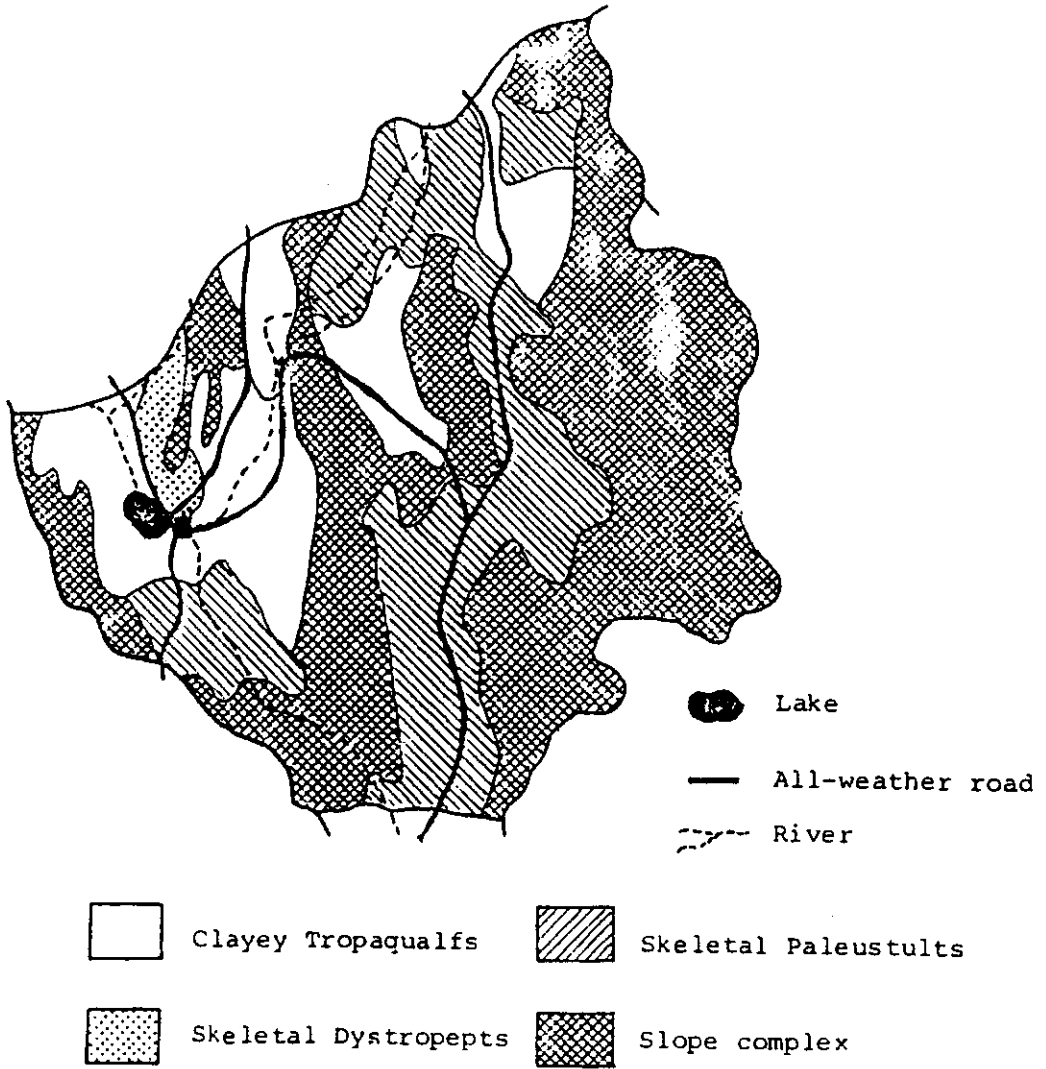 Lake
All-weather road
River
Clayey Tropaqualfs
Skeletal Paleustults
Skeletal Dystropepts
Slope complex